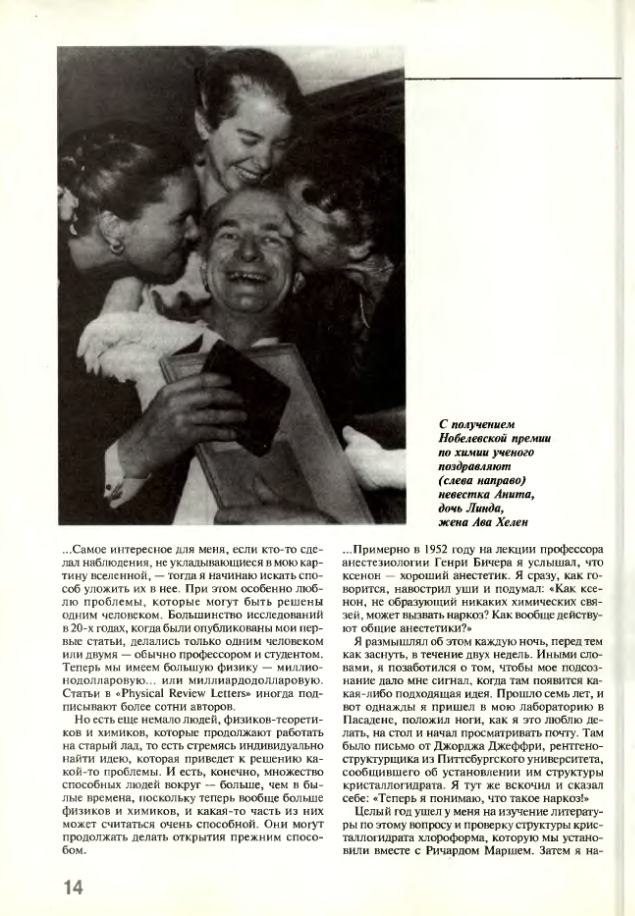 С получением
Нобелевской премии
по химии ученого
поздравляют
(слева направо)
невестка Анита,
дочь Линда,
жена Ава Хелен
...Самое интересное для меня, если кто-то сде-
лал наблюдения, не укладывающиеся в мою кар-
тину вселенной, — тогда я начинаю искать спо-
соб уложить их в нее. При этом особенно люб-
лю проблемы, которые могут быть решены
одним человеком. Большинство исследований
в 20-х годах, когда были опубликованы мои пер-
вые статьи, делались только одним человеком
или двумя — обычно профессором и студентом.
Теперь мы имеем большую физику — миллио-
нодолларовую... или миллиардодолларовую.
Статьи в «Physical Review Letters» иногда под-
писывают более сотни авторов.
Но есть еще немало людей, физиков-теорети-
ков и химиков, которые продолжают работать
на старый лад, то есть стремясь индивидуально
найти идею, которая приведет к решению ка-
кой-то проблемы. И есть, конечно, множество
способных людей вокруг — больше, чем в бы-
лые времена, поскольку теперь вообще больше
физиков и химиков, и какая-то часть из них
может считаться очень способной. Они могут
продолжать делать открытия прежним спосо-
бом.
...Примерно в 1952 году на лекции профессора
анестезиологии Генри Бичера я услышал, что
ксенон — хороший анестетик. Я сразу, как го-
ворится, навострил уши и подумал: «Как ксе-
нон, не образующий никаких химических свя-
зей, может вызвать наркоз? Как вообще действу-
ют общие анестетики?»
Я размышлял об этом каждую ночь, перед тем
как заснуть, в течение двух недель. Иными сло-
вами, я позаботился о том, чтобы мое подсоз-
нание дало мне сигнал, когда там появится ка-
кая-либо подходящая идея. Прошло семь лет, и
вот однажды я пришел в мою лабораторию в
Пасадене, положил ноги, как я это люблю де-
лать, на стол и начал просматривать почту. Там
было письмо от Джорджа Джеффри, рентгено-
структурщика из Питтсбургского университета,
сообщившего об установлении им структуры
кристаллогидрата. Я тут же вскочил и сказал
себе: «Теперь я понимаю, что такое наркоз!»
Целый год ушел у меня на изучение литерату-
ры по этому вопросу и проверку структуры крис-
таллогидрата хлороформа, которую мы устано-
вили вместе с Ричардом Маршем. Затем я на-
14